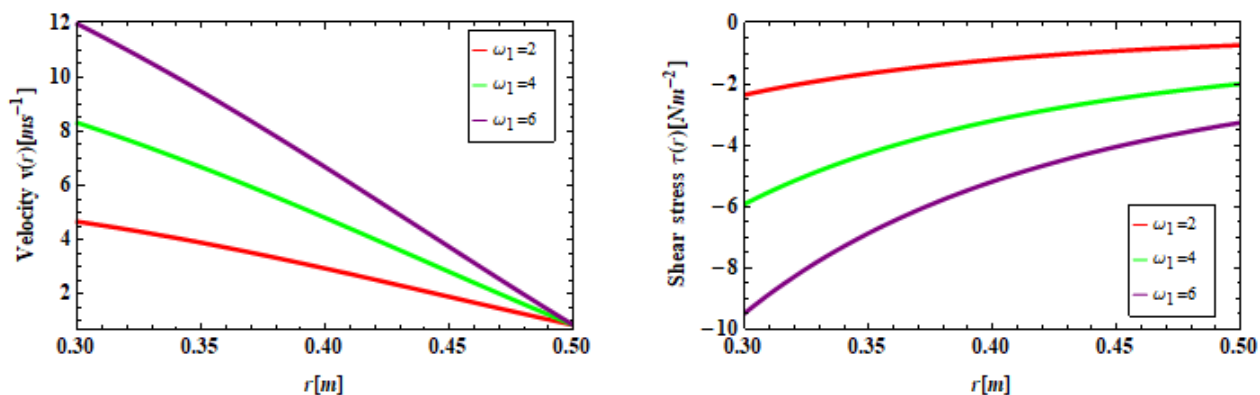 Velocity v(r)[ms⁻¹]
12
10
8
6
4
2
0.30 0.35 0.40 0.45 0.50
r[m]
ω₁=2
ω₁=4
ω₁=6
Shear stress τ(r)[Nm⁻²]
0
−2
−4
−6
−8
−10
0.30 0.35 0.40 0.45 0.50
r[m]
ω₁=2
ω₁=4
ω₁=6